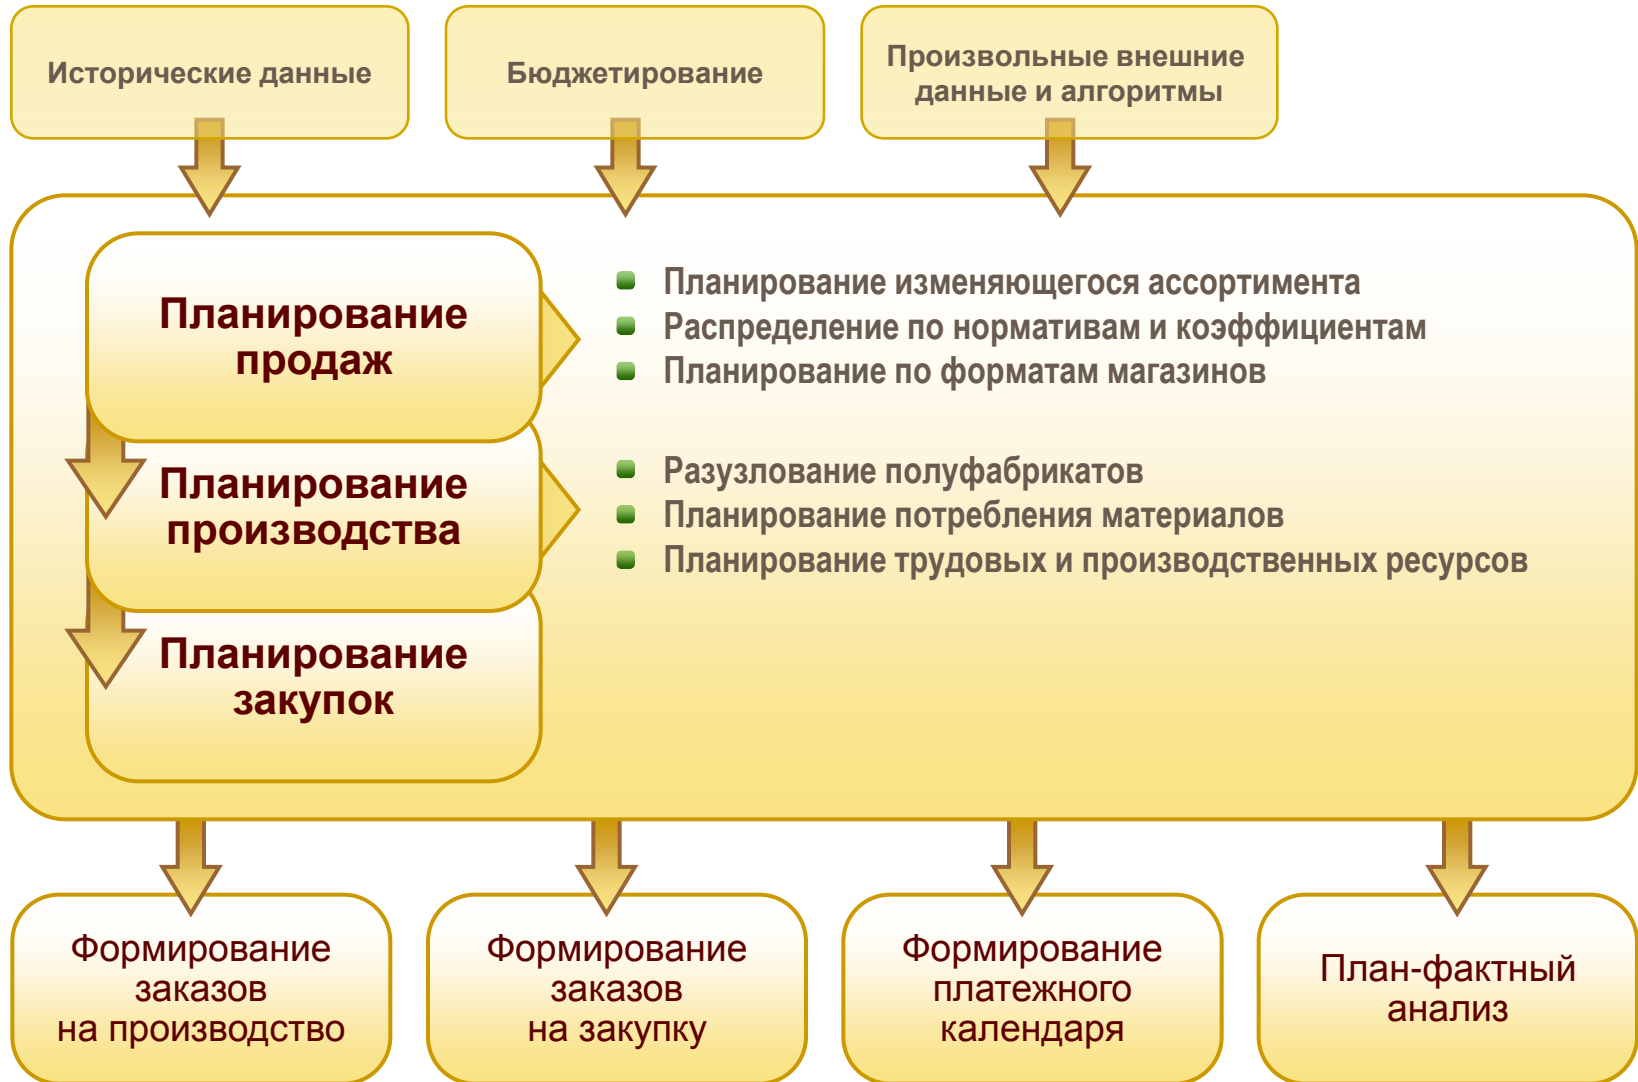 Исторические данные
Бюджетирование
Произвольные внешние
данные и алгоритмы
Планирование
продаж
Планирование изменяющегося ассортимента
Распределение по нормативам и коэффициентам
Планирование по форматам магазинов
Планирование
производства
Разузлование полуфабрикатов
Планирование потребления материалов
Планирование трудовых и производственных ресурсов
Планирование
закупок
Формирование
заказов
на производство
Формирование
заказов
на закупку
Формирование
платежного
календаря
План-фактный
анализ